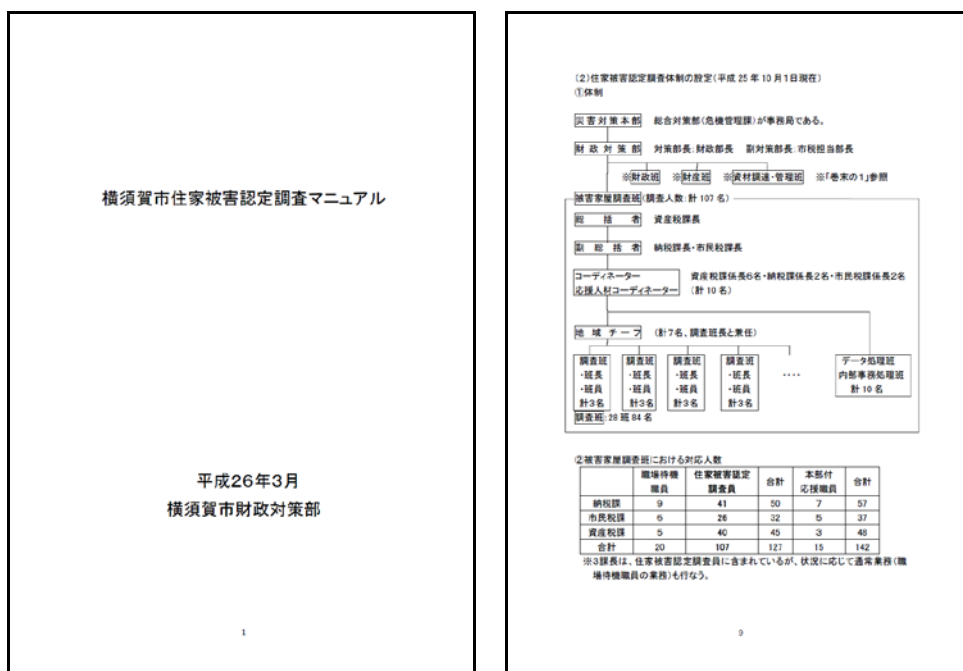 横須賀市住家被害認定調査マニュアル
平成26年3月
横須賀市財政対策部
1
(2)住家被害認定調査体制の設定(平成 25 年 10 月1日現在)
①体制
災害対策本部 総合対策部(危機管理課)が事務局である。
財政対策部 対策部長:財政部長 副対策部長:市税担当部長
※財政班 ※財産班 ※資材調達・管理班 ※「巻末の1」参照
被害家屋調査班(調査人数:計 107 名)
総括者 資産税課長
副総括者 納税課長・市民税課長
コーディネーター 資産税課係長6名・納税課係長2名・市民税課係長2名
応援人材コーディネーター (計 10 名)
地域チーフ (計7名、調査班長と兼任)
調査班 調査班 調査班 調査班 データ処理班
・班長 ・班長 ・班長 ・班長 ‥‥ 内部事務処理班
・班員 ・班員 ・班員 ・班員 計 10 名
計3名 計3名 計3名 計3名
調査班:28 班 84 名
②被害家屋調査班における対応人数
職場待機 住家被害認定 合計 本部付 合計
職員 調査員 応援職員
納税課 9 41 50 7 57
市民税課 6 26 32 5 37
資産税課 5 40 45 3 48
合計 20 107 127 15 142
※3課長は、住家被害認定調査員に含まれているが、状況に応じて通常業務(職
場待機職員の業務)も行なう。
9